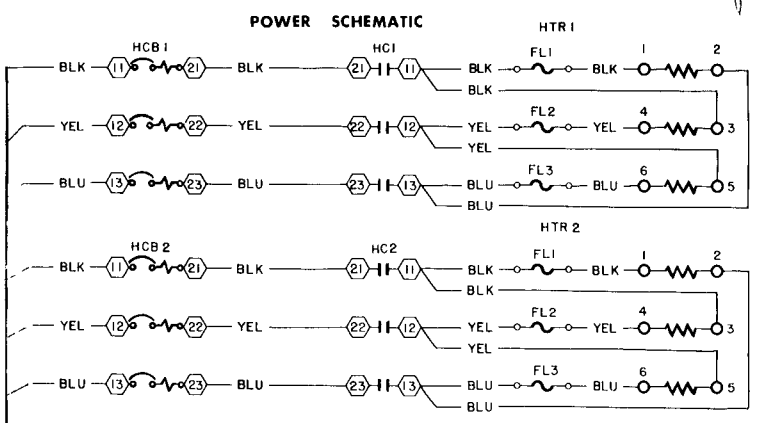 POWER SCHEMATIC
HTR 1
HCB 1 HC1 FL1 1 2
BLK 11 21 BLK 21 11 BLK BLK
BLK
FL2 4
YEL 12 22 YEL 22 12 YEL YEL 3
YEL
FL3 6
BLU 13 23 BLU 23 13 BLU BLU 5
BLU
HTR 2
HCB 2 HC2 FL1 1 2
BLK 11 21 BLK 21 11 BLK BLK
BLK
FL2 4
YEL 12 22 YEL 22 12 YEL YEL 3
YEL
FL3 6
BLU 13 23 BLU 23 13 BLU BLU 5
BLU